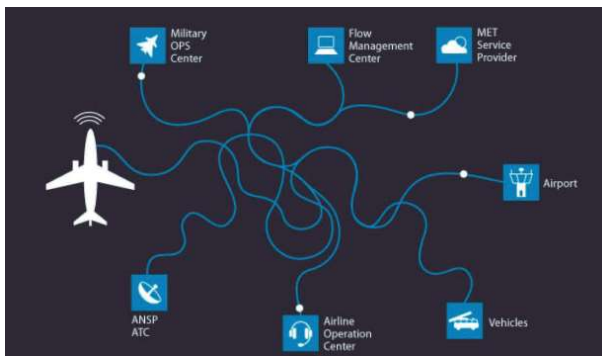 Military
OPS
Center
Flow
Management
Center
MET
Service
Provider
Airport
ANSP
ATC
Airline
Operation
Center
Vehicles